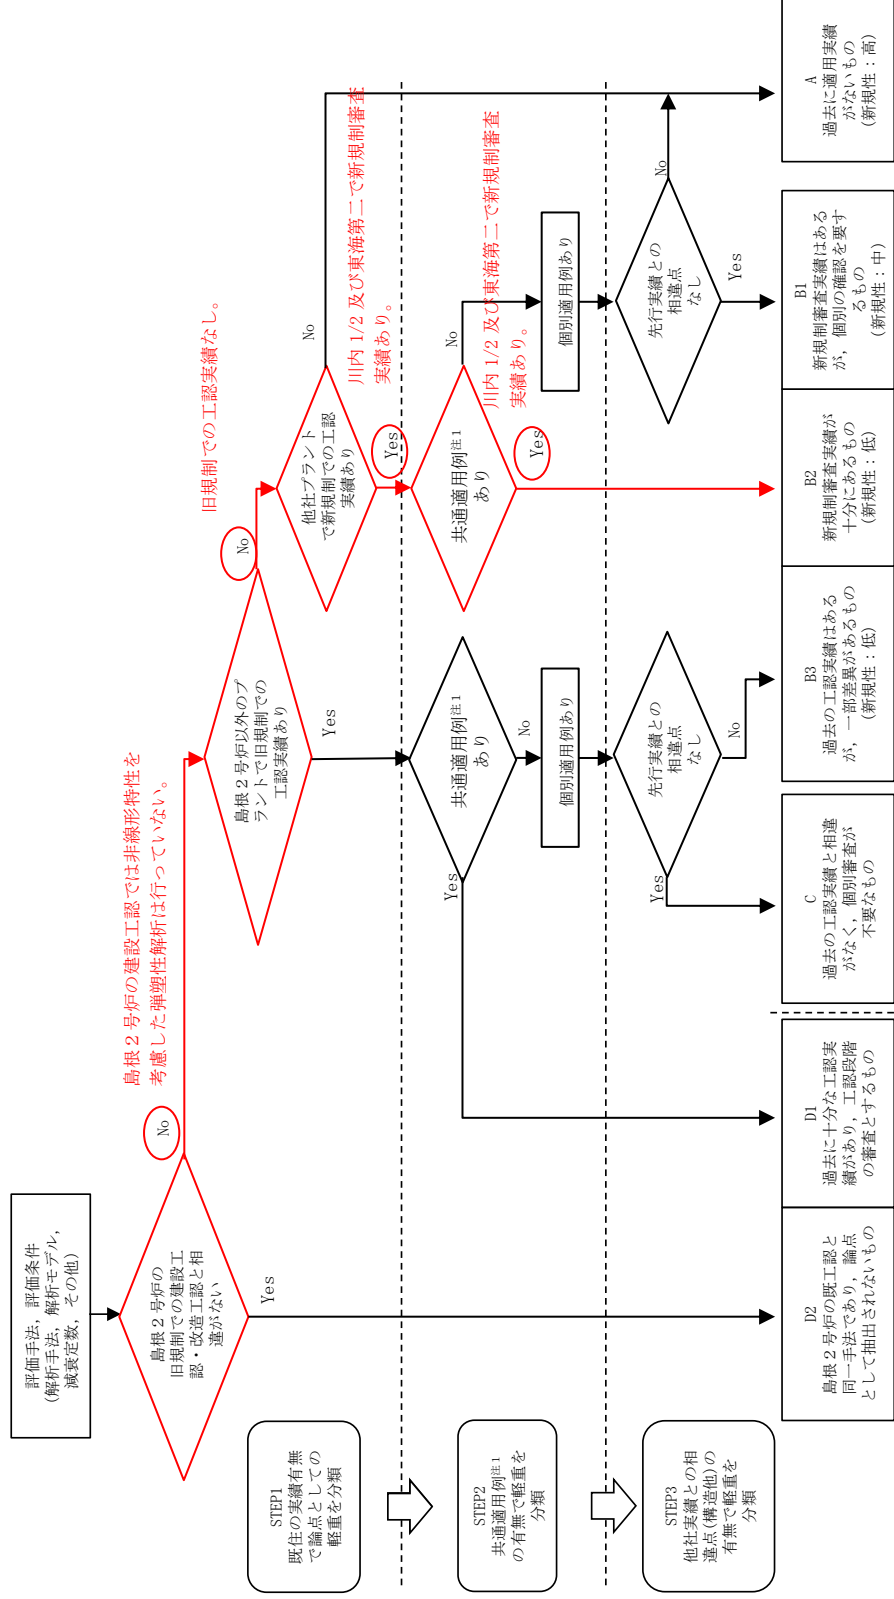 評価手法，評価条件
(解析手法，解析モデル，
減衰定数，その他)
島根２号炉の
旧規制での建設工
認・改造工認と相
違がない
No
Yes
島根２号炉の建設工認では非線形特性を
考慮した弾塑性解析は行っていない。
島根２号炉以外のプ
ラントで旧規制での
工認実績あり
No
Yes
旧規制での工認実績なし。
他社プラント
で新規制での工認
実績あり
No
Yes
川内 1/2 及び東海第二で新規制審査
実績あり。
STEP1
既往の実績有無
で論点としての
軽重を分類
共通適用例注１
あり
Yes
No
個別適用例あり
共通適用例注１
あり
No
Yes
川内 1/2 及び東海第二で新規制審査
実績あり。
個別適用例あり
STEP2
共通適用例注１
の有無で軽重を
分類
先行実績との
相違点
なし
Yes
No
先行実績との
相違点
なし
No
Yes
STEP3
他社実績との相
違点(構造他)の
有無で軽重を
分類
D2
島根２号炉の既工認と
同一手法であり，論点
として抽出されないもの
D1
過去に十分な工認実
績があり，工認段階
の審査とするもの
C
過去の工認実績と相違
がなく，個別審査が
不要なもの
B3
過去の工認実績はある
が，一部差異があるもの
(新規性：低)
B2
新規制審査実績が
十分にあるもの
(新規性：低)
B1
新規制審査実績はある
が，個別の確認を要す
るもの
(新規性：中)
A
過去に適用実績
がないもの
(新規性：高)